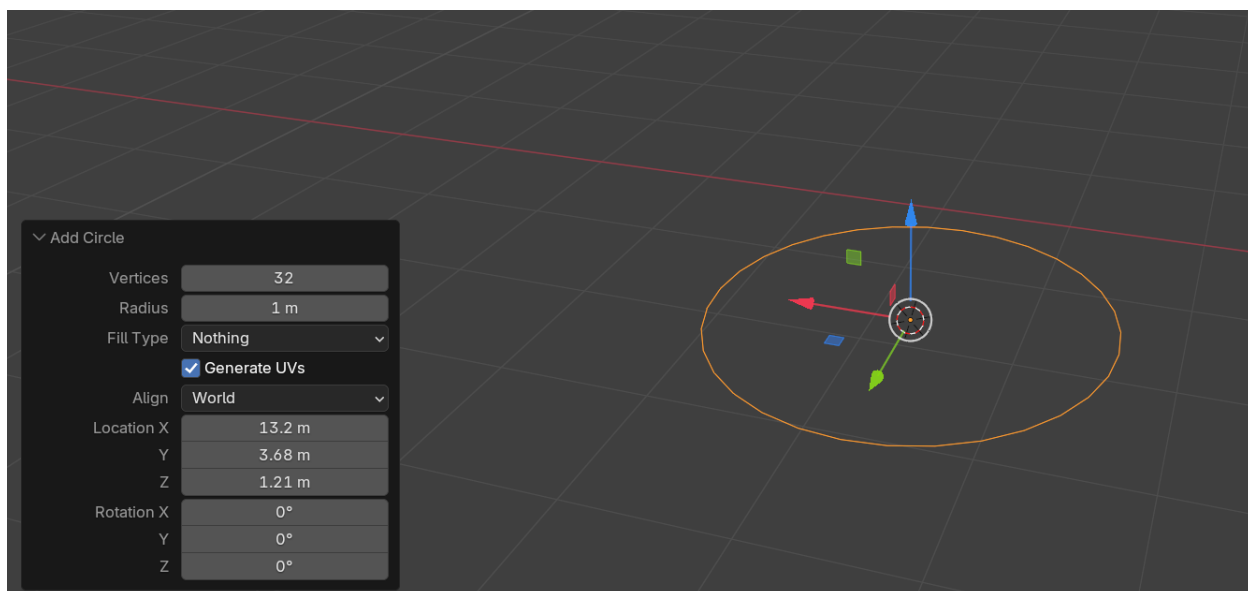 Add Circle
Vertices 32
Radius 1 m
Fill Type Nothing
Generate UVs
Align World
Location X 13.2 m
Y 3.68 m
Z 1.21 m
Rotation X 0°
Y 0°
Z 0°